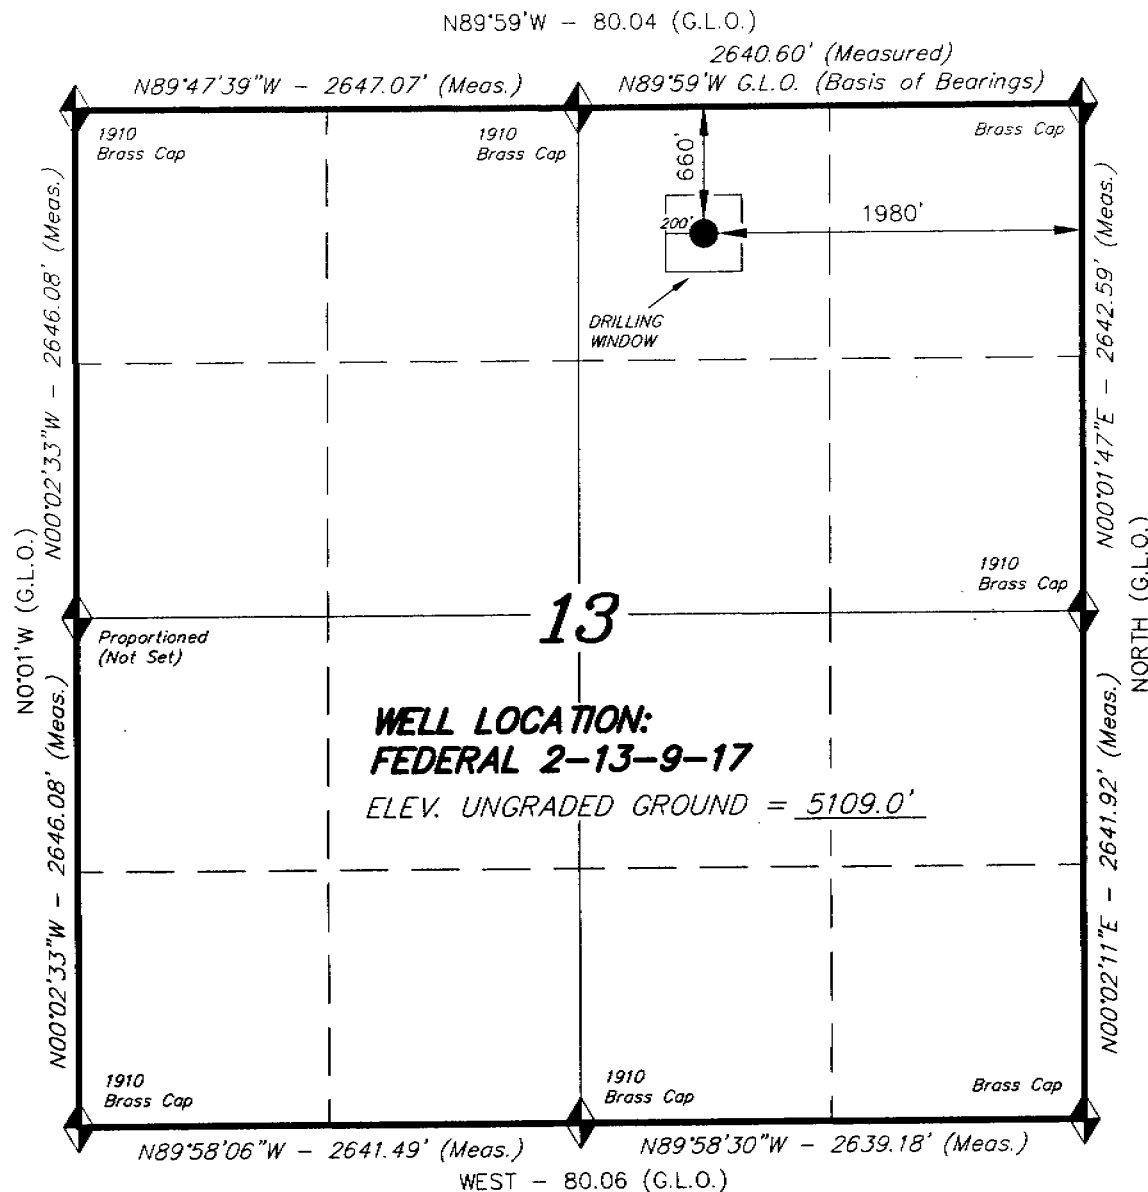 N89°59'W - 80.04 (G.L.O.)
2640.60' (Measured)
N89°47'39"W - 2647.07' (Meas.)
N89°59'W G.L.O. (Basis of Bearings)
1910
Brass Cap
1910
Brass Cap
Brass Cap
660'
200'
1980'
DRILLING
WINDOW
N00°02'33"W - 2646.08' (Meas.)
N00°01'47"E - 2642.59' (Meas.)
N0°01'W (G.L.O.)
NORTH (G.L.O.)
1910
Brass Cap
13
Proportioned
(Not Set)
WELL LOCATION:
FEDERAL 2-13-9-17
ELEV. UNGRADED GROUND = 5109.0'
N00°02'33"W - 2646.08' (Meas.)
N00°02'11"E - 2641.92' (Meas.)
1910
Brass Cap
1910
Brass Cap
Brass Cap
N89°58'06"W - 2641.49' (Meas.)
N89°58'30"W - 2639.18' (Meas.)
WEST - 80.06 (G.L.O.)